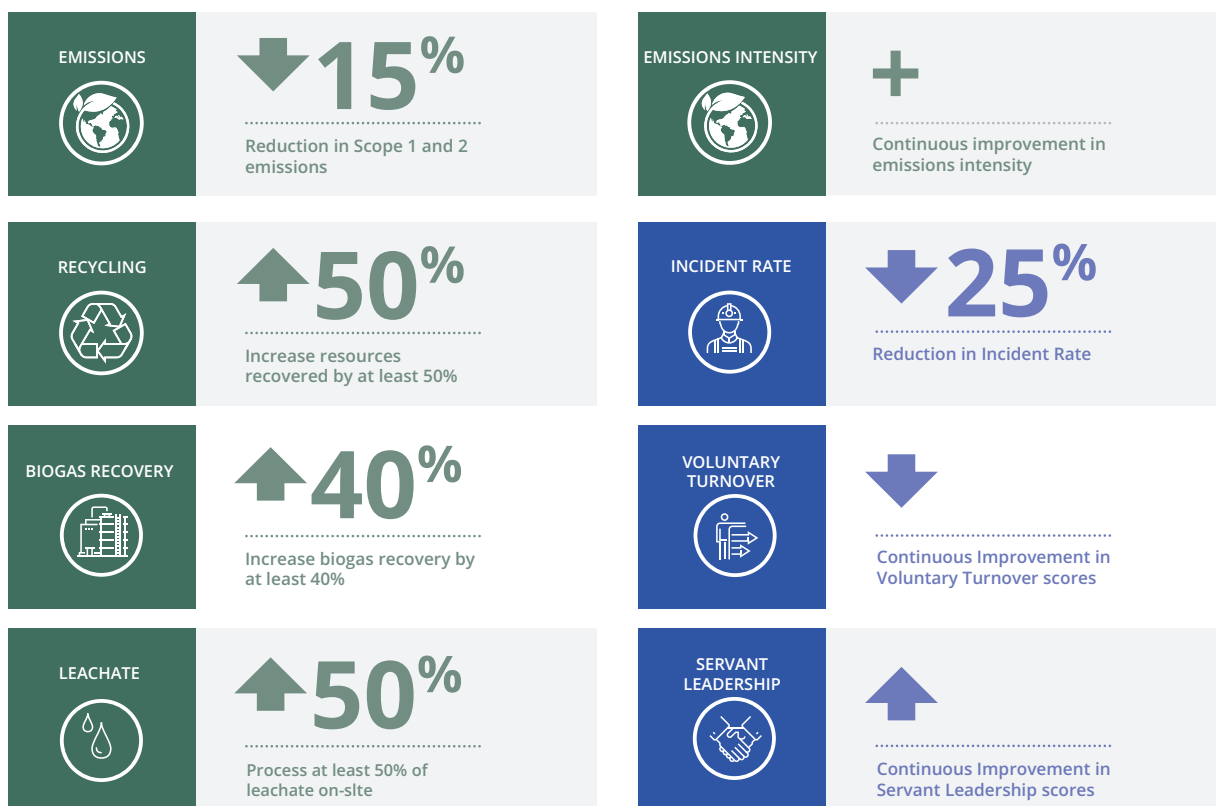 EMISSIONS
15%
Reduction in Scope 1 and 2
emissions
EMISSIONS INTENSITY
+
Continuous improvement in
emissions intensity
RECYCLING
50%
Increase resources
recovered by at least 50%
INCIDENT RATE
25%
Reduction in Incident Rate
BIOGAS RECOVERY
40%
Increase biogas recovery by
at least 40%
VOLUNTARY
TURNOVER
Continuous Improvement in
Voluntary Turnover scores
LEACHATE
50%
Process at least 50% of
leachate on-slte
SERVANT
LEADERSHIP
Continuous Improvement in
Servant Leadership scores